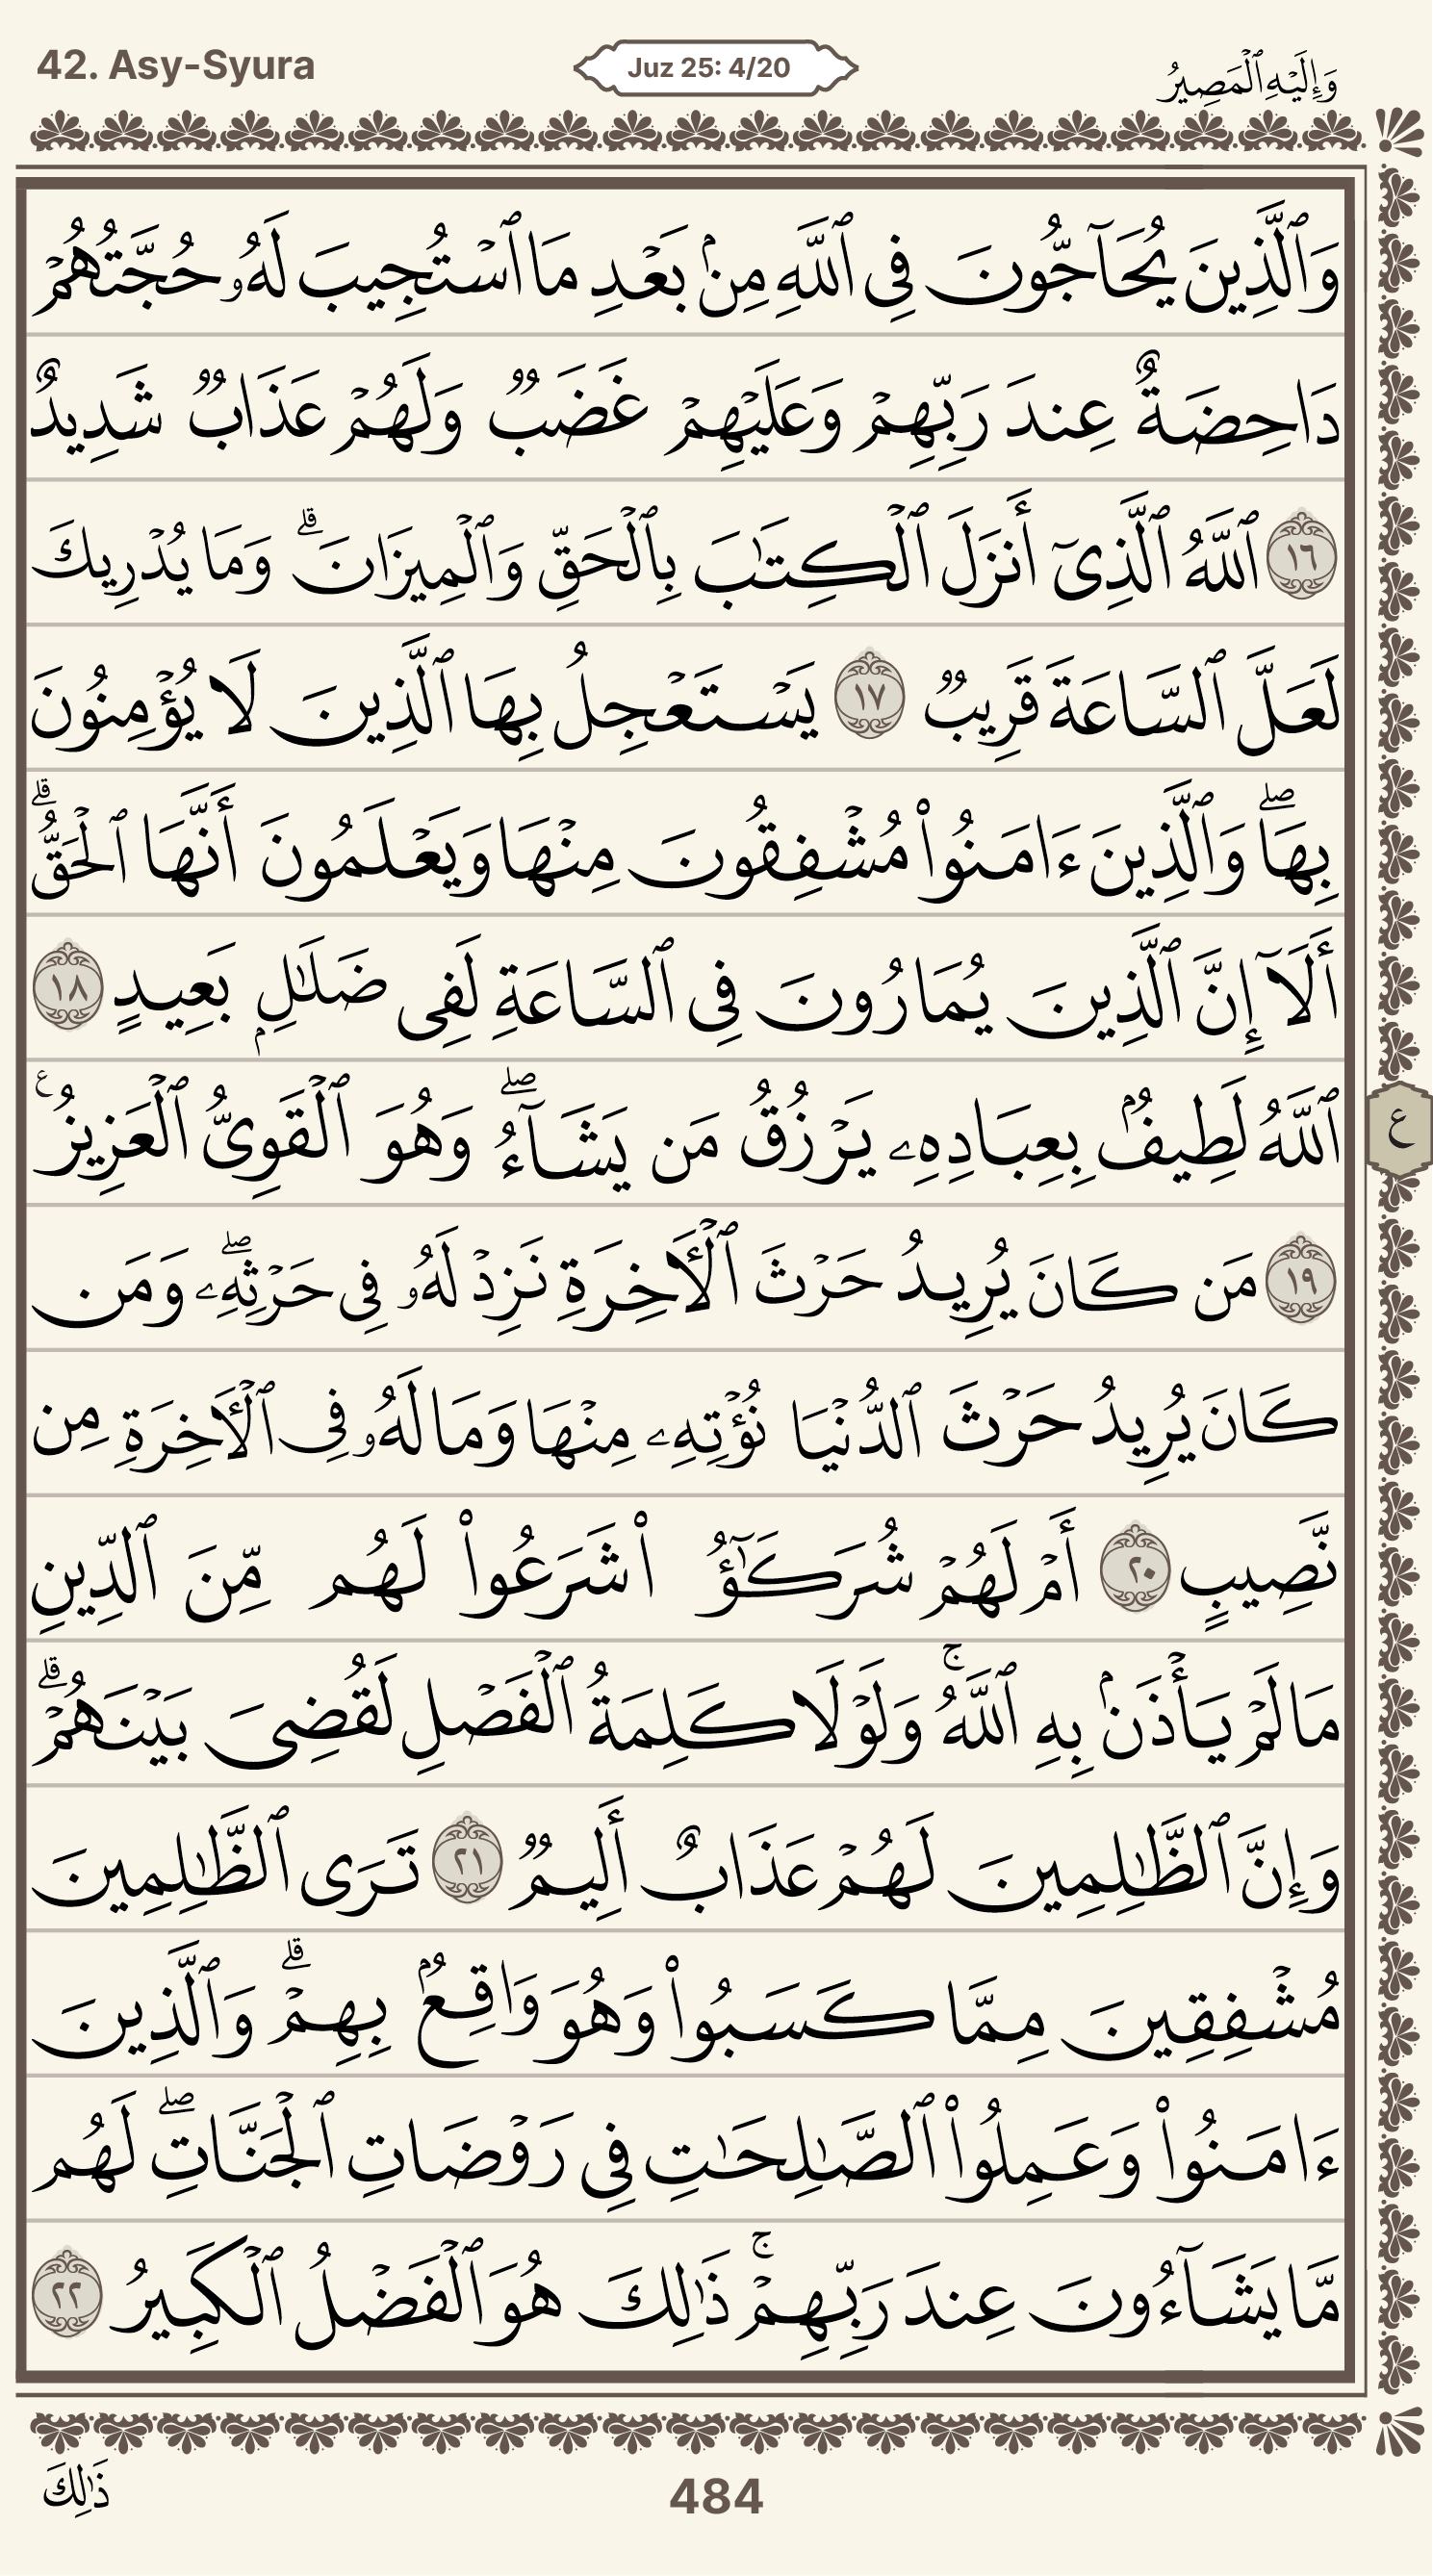 42. Asy-Syura
Juz 25: 4/20
وَإِلَيۡهِ ٱلۡمَصِيرُ
وَٱلَّذِينَ يُحَآجُّونَ فِى ٱللَّهِ مِنۢ بَعۡدِ مَا ٱسۡتُجِيبَ لَهُۥ حُجَّتُهُمۡ
دَاحِضَةٌ عِندَ رَبِّهِمۡ وَعَلَيۡهِمۡ غَضَبٞ وَلَهُمۡ عَذَابٞ شَدِيدٌ
١٦ ٱللَّهُ ٱلَّذِىٓ أَنزَلَ ٱلۡكِتَٰبَ بِٱلۡحَقِّ وَٱلۡمِيزَانَۗ وَمَا يُدۡرِيكَ
لَعَلَّ ٱلسَّاعَةَ قَرِيبٞ ١٧ يَسۡتَعۡجِلُ بِهَا ٱلَّذِينَ لَا يُؤۡمِنُونَ
بِهَاۖ وَٱلَّذِينَ ءَامَنُواْ مُشۡفِقُونَ مِنۡهَا وَيَعۡلَمُونَ أَنَّهَا ٱلۡحَقُّۗ
أَلَآ إِنَّ ٱلَّذِينَ يُمَارُونَ فِى ٱلسَّاعَةِ لَفِى ضَلَٰلِۭ بَعِيدٍ ١٨
ٱللَّهُ لَطِيفُۢ بِعِبَادِهِۦ يَرۡزُقُ مَن يَشَآءُۖ وَهُوَ ٱلۡقَوِىُّ ٱلۡعَزِيزُ ع
ع
١٩ مَن كَانَ يُرِيدُ حَرۡثَ ٱلۡأَخِرَةِ نَزِدۡ لَهُۥ فِى حَرۡثِهِۦۖ وَمَن
كَانَ يُرِيدُ حَرۡثَ ٱلدُّنۡيَا نُؤۡتِهِۦ مِنۡهَا وَمَا لَهُۥ فِى ٱلۡأَخِرَةِ مِن
نَّصِيبٍ ٢٠ أَمۡ لَهُمۡ شُرَكَٰٓؤُ اْ شَرَعُواْ لَهُم مِّنَ ٱلدِّينِ
مَا لَمۡ يَأۡذَنۢ بِهِ ٱللَّهُۚ وَلَوۡلَا كَلِمَةُ ٱلۡفَصۡلِ لَقُضِىَ بَيۡنَهُمۡۗ
وَإِنَّ ٱلظَّٰلِمِينَ لَهُمۡ عَذَابٌ أَلِيمٞ ٢١ تَرَى ٱلظَّٰلِمِينَ
مُشۡفِقِينَ مِمَّا كَسَبُواْ وَهُوَ وَاقِعُۢ بِهِمۡۗ وَٱلَّذِينَ
ءَامَنُواْ وَعَمِلُواْ ٱلصَّٰلِحَٰتِ فِى رَوۡضَاتِ ٱلۡجَنَّاتِۖ لَهُم
مَّا يَشَآءُونَ عِندَ رَبِّهِمۡۚ ذَٰلِكَ هُوَ ٱلۡفَضۡلُ ٱلۡكَبِيرُ ٢٢
ذَٰلِكَ
484